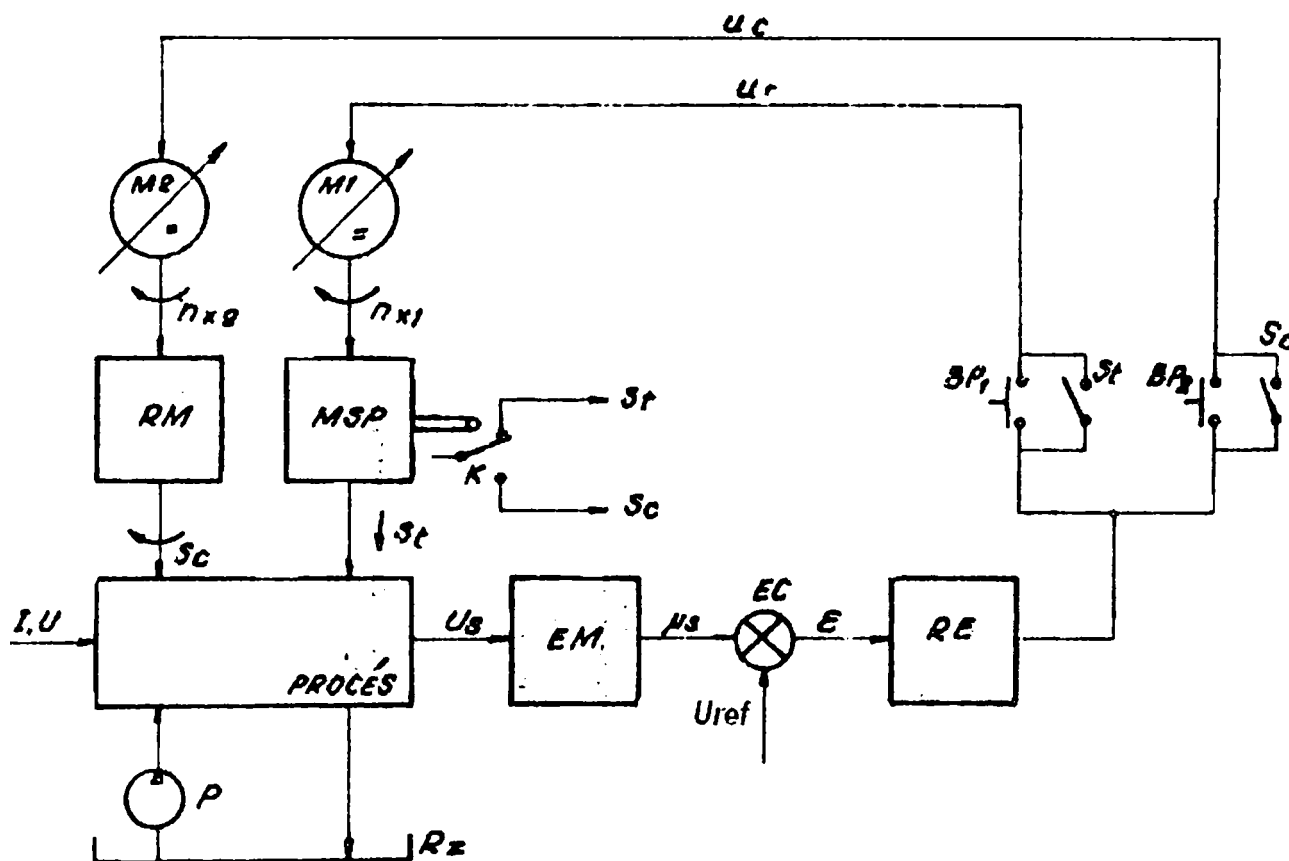 uc
ur
M2
=
M1
=
nx2
nx1
RM
MSP
St
K
Sc
BP1
St
BP2
Sc
Sc
St
I,U
PROCÉS
Us
EM.
μs
EC
E
RE
Uref
P
Rz